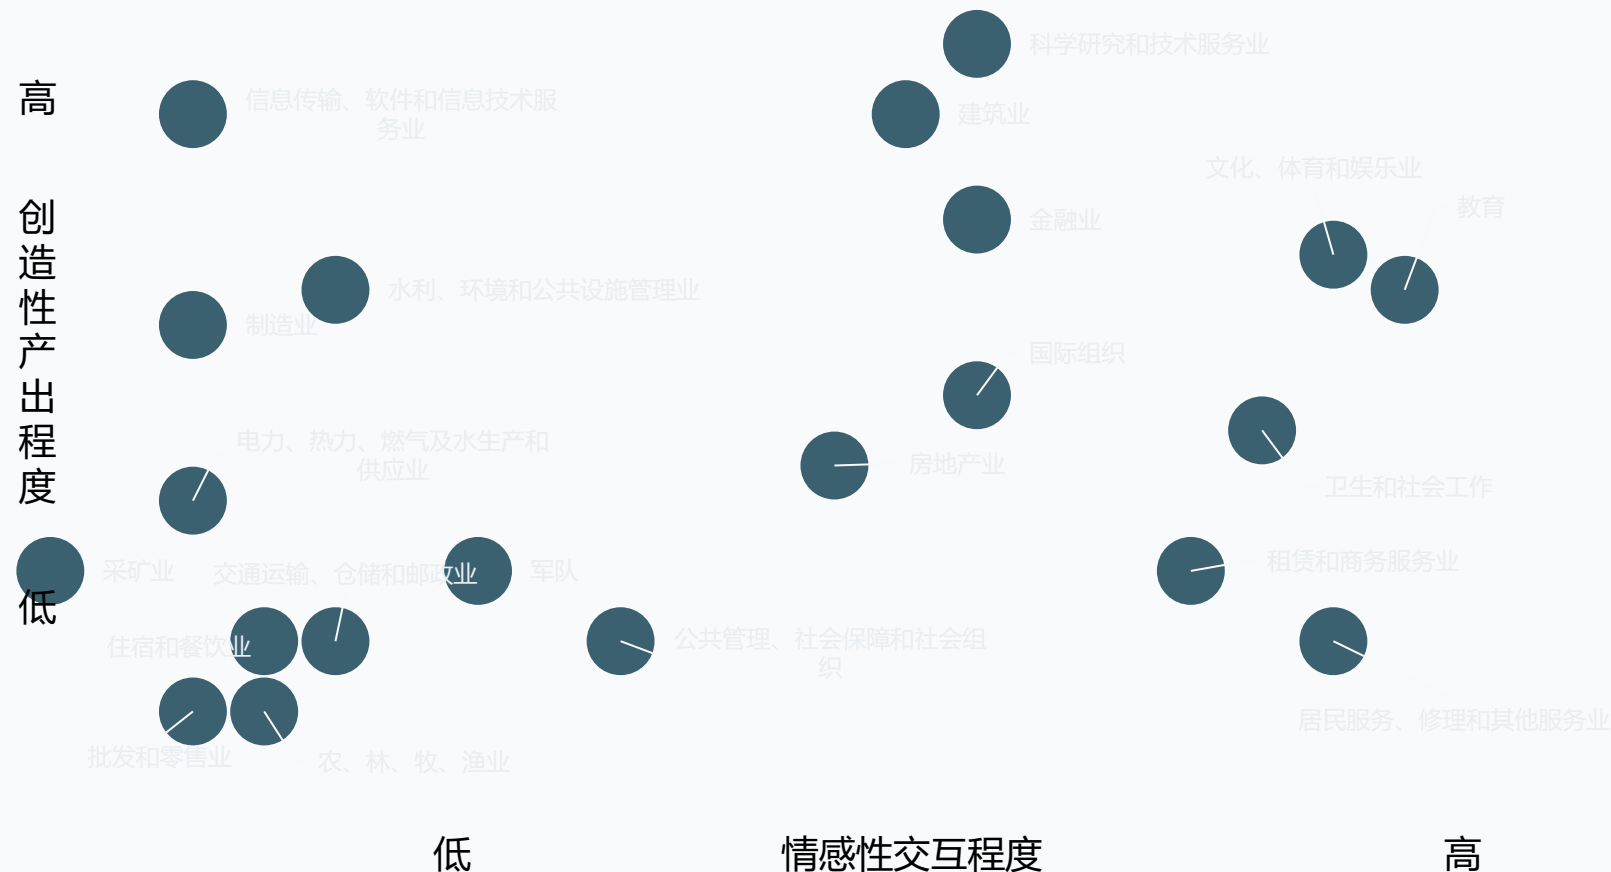 科学研究和技术服务业
高
信息传输、软件和信息技术服
务业
建筑业
文化、体育和娱乐业
教育
创造性产出程度
金融业
水利、环境和公共设施管理业
制造业
国际组织
电力、热力、燃气及水生产和
供应业
房地产业
卫生和社会工作
采矿业
交通运输、仓储和邮政业
军队
租赁和商务服务业
低
住宿和餐饮业
公共管理、社会保障和社会组
织
居民服务、修理和其他服务业
批发和零售业
农、林、牧、渔业
低
情感性交互程度
高